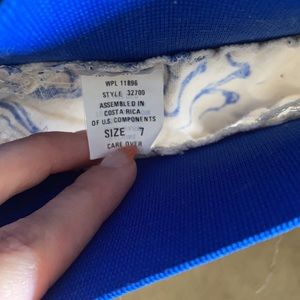 WPL 11896
STYLE 32700
ASSEMBLED IN
COSTA RICA
OF U.S. COMPONENTS
SIZE 7
CARE OVER